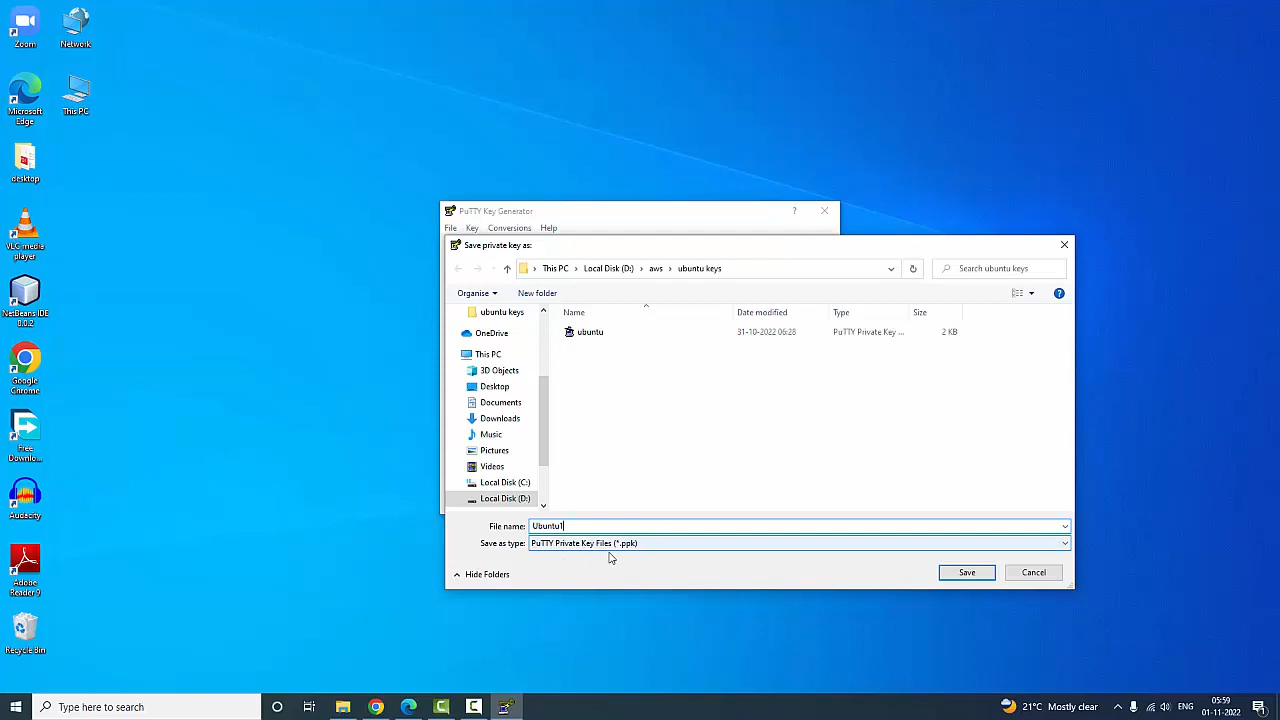 Zoom
Network
Microsoft
Edge
This PC
desktop
VLC media
player
NetBeans IDE
8.0.2
Google
Chrome
Free
Downlo...
Audacity
Adobe
Reader 9
Recycle Bin
PuTTY Key Generator
?
File Key Conversions Help
Save private key as:
This PC › Local Disk (D:) › aws › ubuntu keys
Search ubuntu keys
Organise New folder
?
Name Date modified Type Size
ubuntu 31-10-2022 06:28 PuTTY Private Key ... 2 KB
ubuntu keys
OneDrive
This PC
3D Objects
Desktop
Documents
Downloads
Music
Pictures
Videos
Local Disk (C:)
Local Disk (D:)
File name: Ubuntu1
Save as type: PuTTY Private Key Files (*.ppk)
Hide Folders
Save Cancel
Type here to search
21°C Mostly clear
ENG
05:59
01-11-2022
1